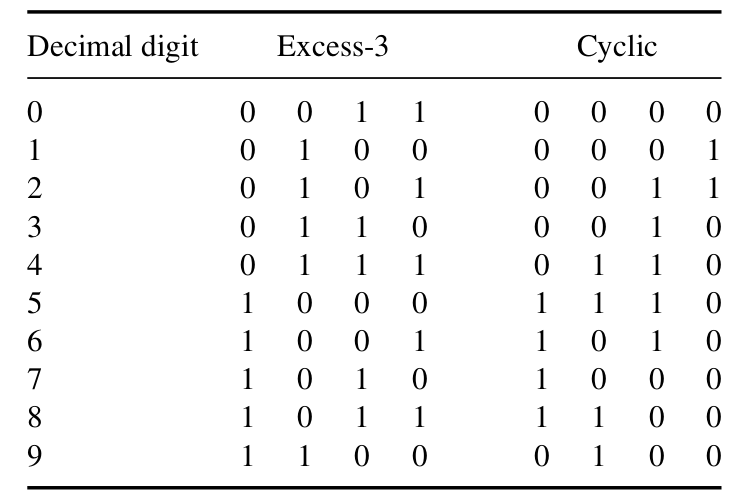 Decimal digit Excess-3 Cyclic
0 0 0 1 1 0 0 0 0
1 0 1 0 0 0 0 0 1
2 0 1 0 1 0 0 1 1
3 0 1 1 0 0 0 1 0
4 0 1 1 1 0 1 1 0
5 1 0 0 0 1 1 1 0
6 1 0 0 1 1 0 1 0
7 1 0 1 0 1 0 0 0
8 1 0 1 1 1 1 0 0
9 1 1 0 0 0 1 0 0